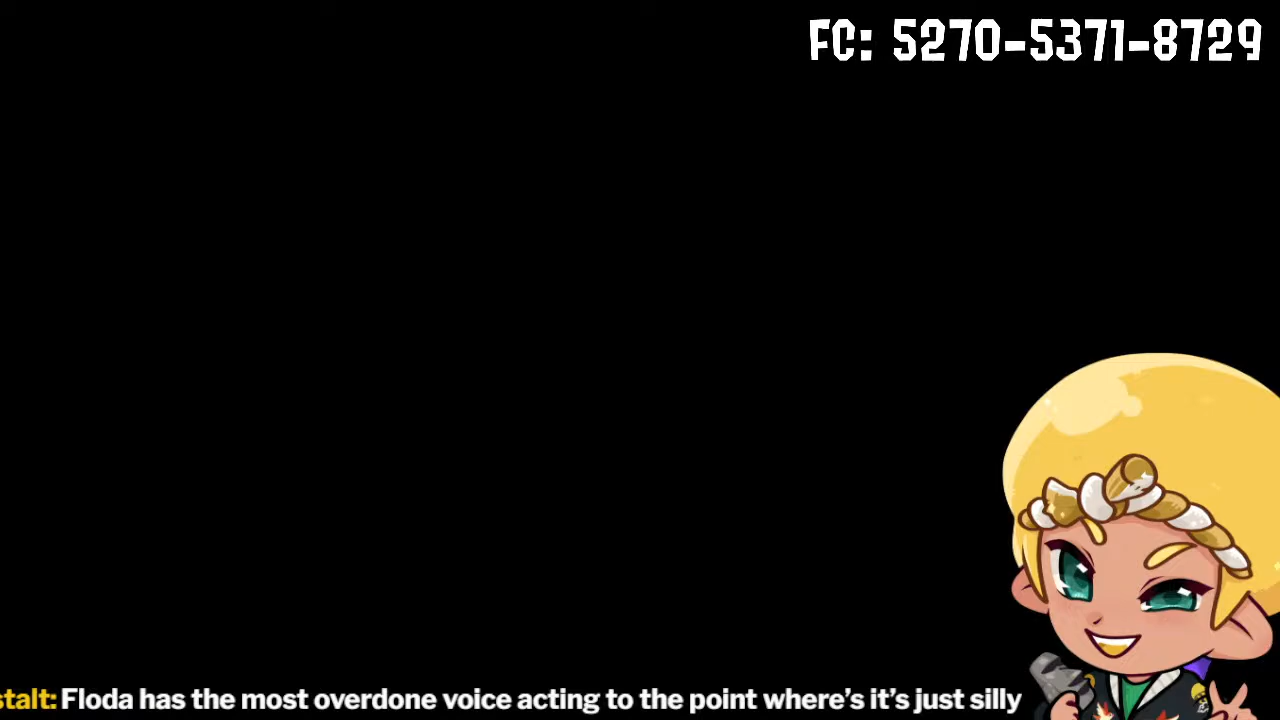 FC: 5270-5371-8729
stalt: Floda has the most overdone voice acting to the point where's it's just silly